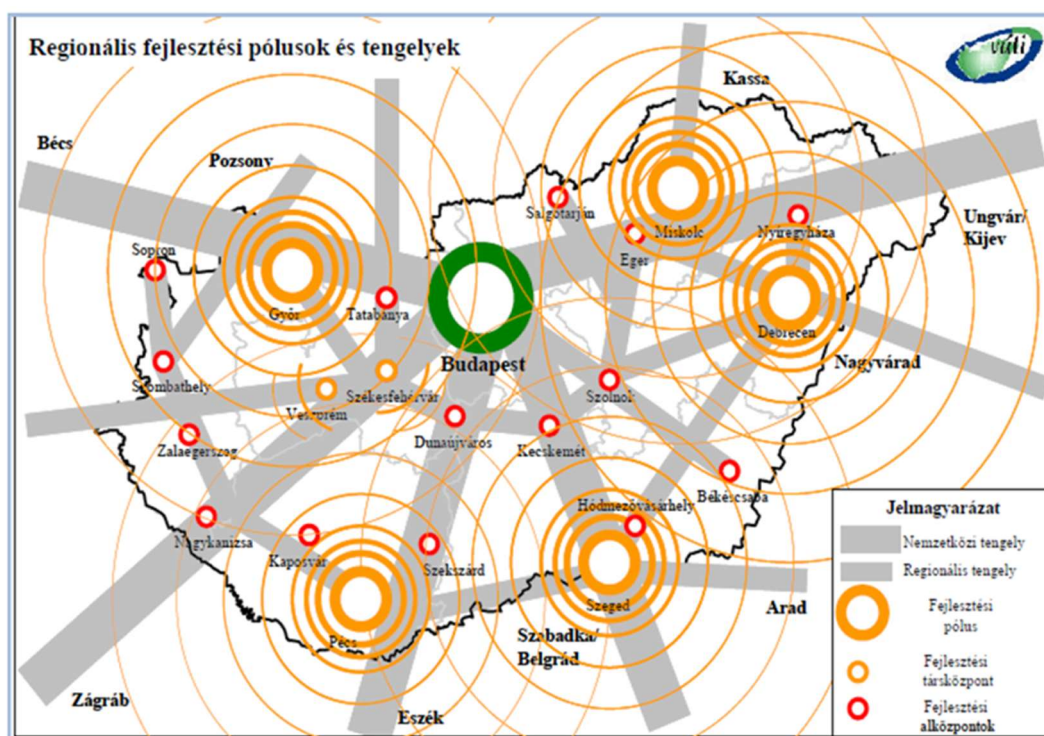 Regionális fejlesztési pólusok és tengelyek
váti
Kassa
Bécs
Pozsony
Salgótarján
Miskolc
Nyíregyháza
Ungvár/
Kijev
Eger
Sopron
Győr
Tatabánya
Budapest
Debrecen
Nagyvárad
Szombathely
Veszprém
Székesfehérvár
Szolnok
Zalaegerszeg
Dunaújváros
Kecskemét
Békéscsaba
Hódmezővásárhely
Nagykanizsa
Kaposvár
Szekszárd
Szeged
Arad
Pécs
Szabadka/
Belgrád
Zágráb
Eszék
Jelmagyarázat
Nemzetközi tengely
Regionális tengely
Fejlesztési
pólus
Fejlesztési
társközpont
Fejlesztési
alközpontok